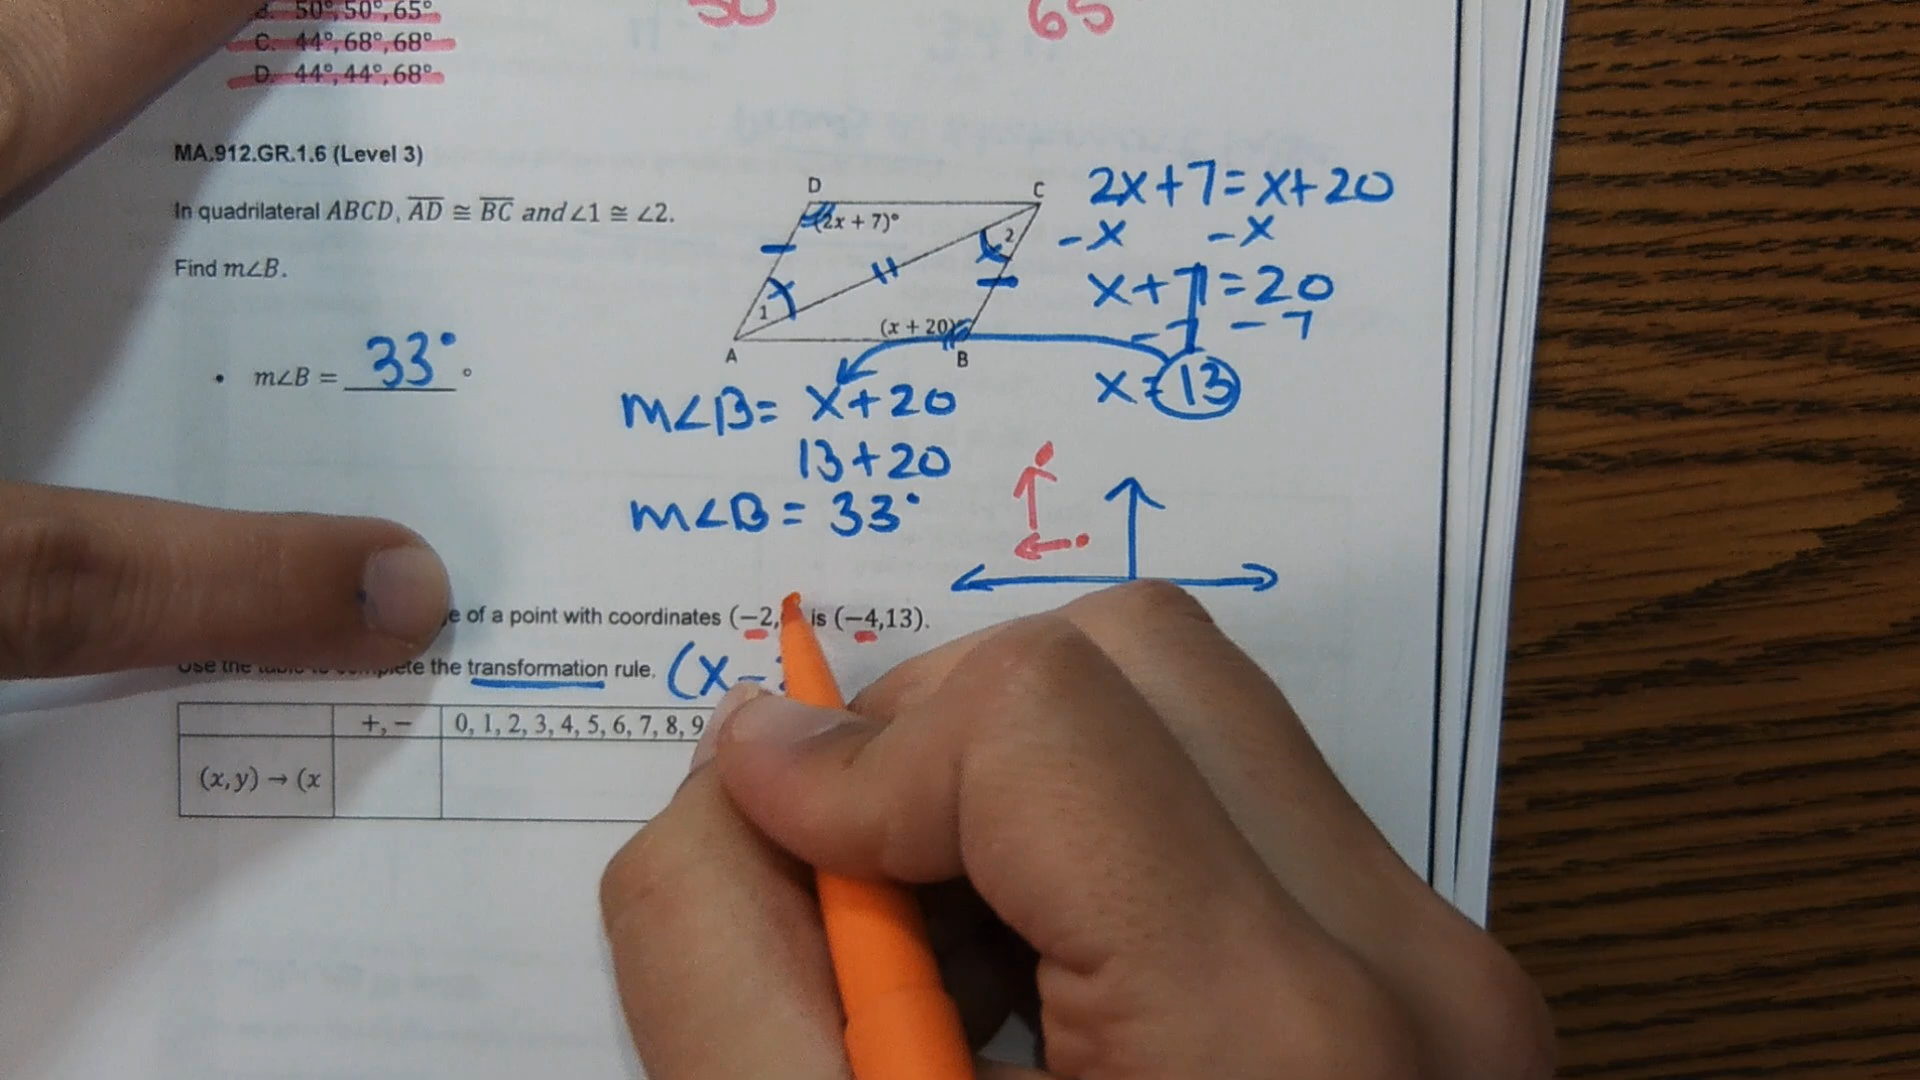 B. 50°, 50°, 65°
C. 44°, 68°, 68°
D. 44°, 44°, 68°
65
MA.912.GR.1.6 (Level 3)
In quadrilateral ABCD, AD ≅ BC and ∠1 ≅ ∠2.
Find m∠B.
• m∠B = 33° °
D
C
(2x + 7)°
2
1
(x + 20)
A
B
2x+7=x+20
-x -x
x+7=20
-7 -7
x=13
m∠B= x+20
13+20
m∠B = 33°
of a point with coordinates (−2, is (−4,13).
the transformation rule. (x-
+, − 0, 1, 2, 3, 4, 5, 6, 7, 8, 9
(x, y) → (x